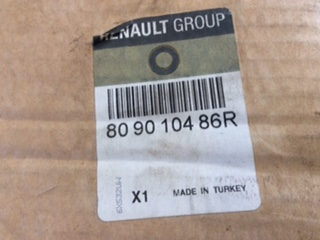 RENAULT GROUP
80 90 104 86R
X1 MADE IN TURKEY